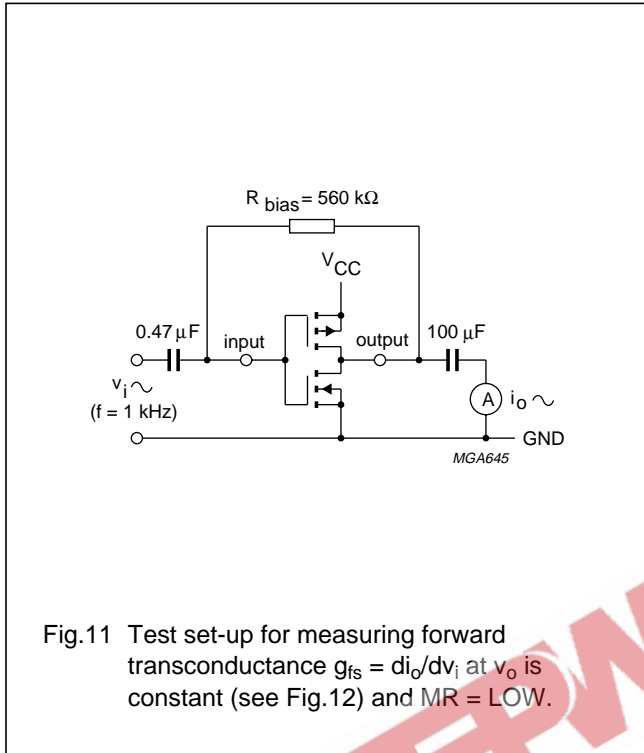 R bias = 560 kΩ
VCC
0.47 μF
input
output
100 μF
vi
(f = 1 kHz)
A
io
GND
MGA645
Fig.11 Test set-up for measuring forward
transconductance gfs = dio/dvi at vo is
constant (see Fig.12) and MR = LOW.